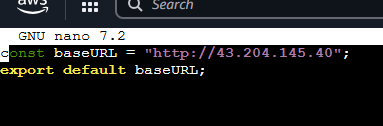 aws
Search
GNU nano 7.2
const baseURL = "http://43.204.145.40";
export default baseURL;